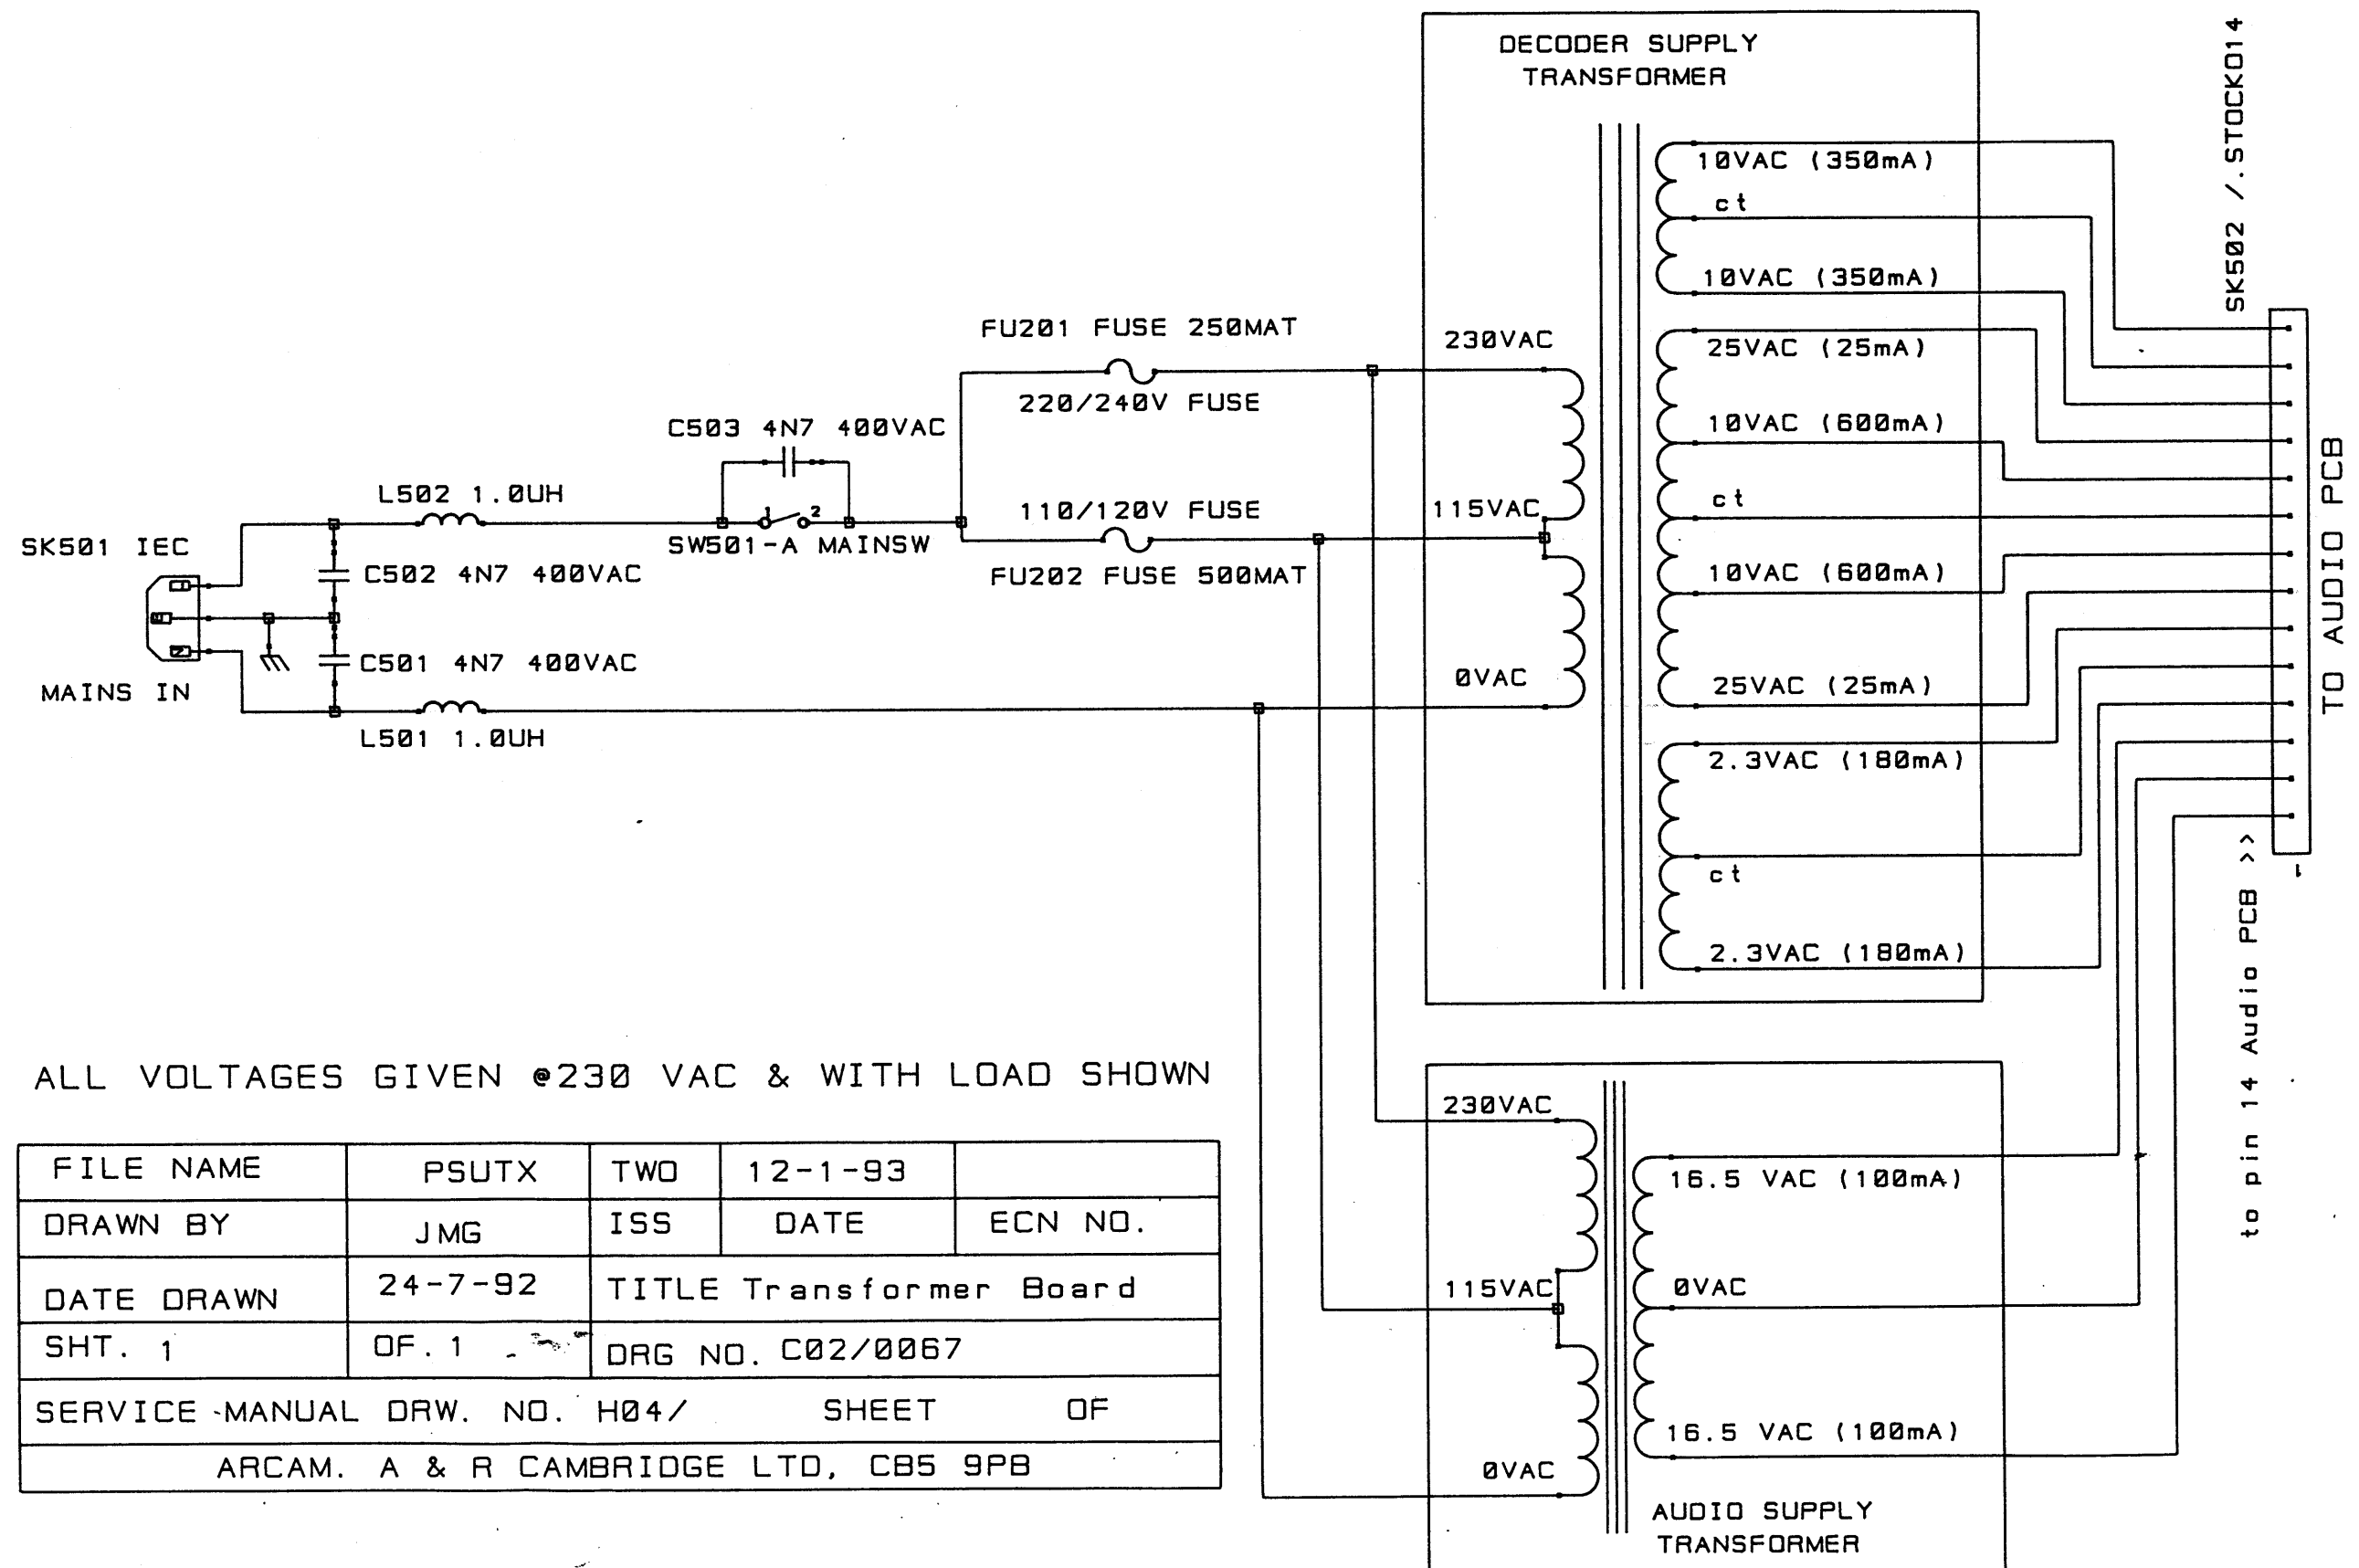 DECODER SUPPLY
TRANSFORMER
SK502 /.STOCK014
10VAC (350mA)
ct
10VAC (350mA)
FU201 FUSE 250MAT
220/240V FUSE
230VAC
25VAC (25mA)
10VAC (600mA)
C503 4N7 400VAC
L502 1.0UH
1
2
SW501-A MAINSW
110/120V FUSE
FU202 FUSE 500MAT
115VAC
ct
10VAC (600mA)
TO AUDIO PCB
SK501 IEC
C502 4N7 400VAC
C501 4N7 400VAC
MAINS IN
L501 1.0UH
0VAC
25VAC (25mA)
2.3VAC (180mA)
ct
2.3VAC (180mA)
1
to pin 14 Audio PCB >>
ALL VOLTAGES GIVEN @230 VAC & WITH LOAD SHOWN
230VAC
16.5 VAC (100mA)
115VAC
0VAC
16.5 VAC (100mA)
0VAC
AUDIO SUPPLY
TRANSFORMER
FILE NAME PSUTX TWO 12-1-93
DRAWN BY JMG ISS DATE ECN NO.
DATE DRAWN 24-7-92 TITLE Transformer Board
SHT. 1 OF. 1 DRG NO. C02/0067
SERVICE MANUAL DRW. NO. H04/ SHEET OF
ARCAM. A & R CAMBRIDGE LTD, CB5 9PB